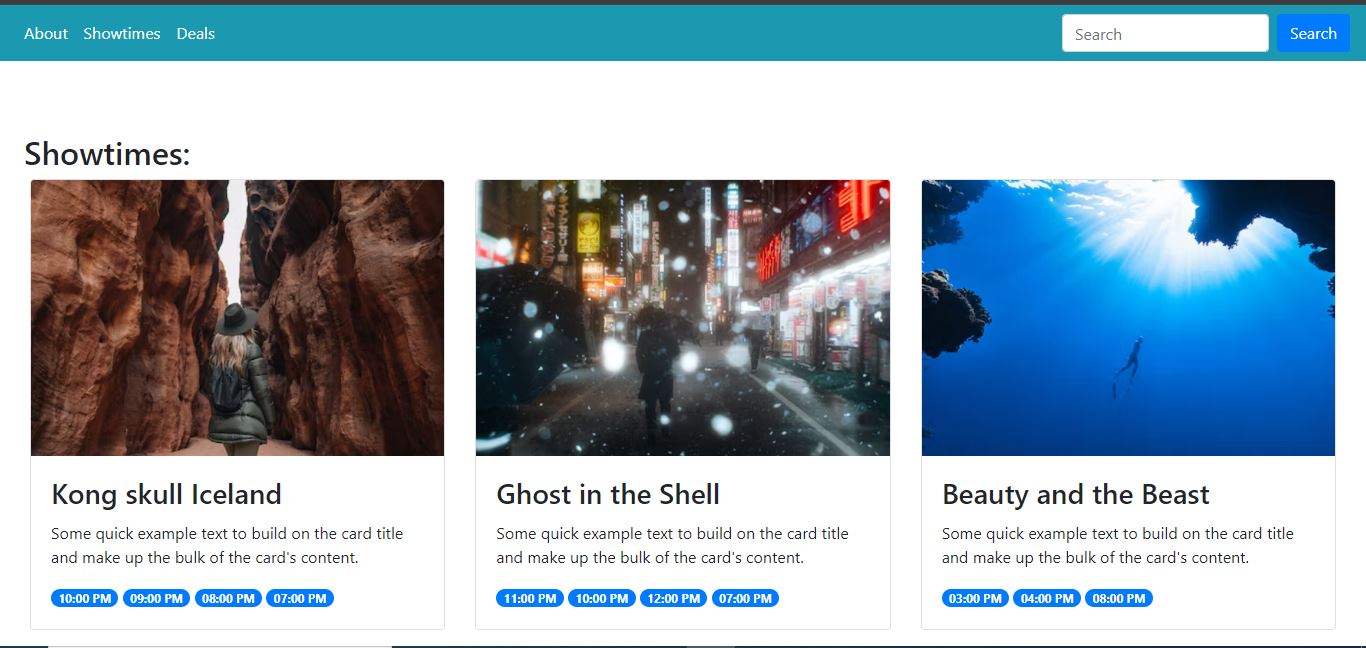 About Showtimes Deals Search Search
Showtimes:
Kong skull Iceland
Some quick example text to build on the card title
and make up the bulk of the card's content.
10:00 PM 09:00 PM 08:00 PM 07:00 PM
Ghost in the Shell
Some quick example text to build on the card title
and make up the bulk of the card's content.
11:00 PM 10:00 PM 12:00 PM 07:00 PM
Beauty and the Beast
Some quick example text to build on the card title
and make up the bulk of the card's content.
03:00 PM 04:00 PM 08:00 PM